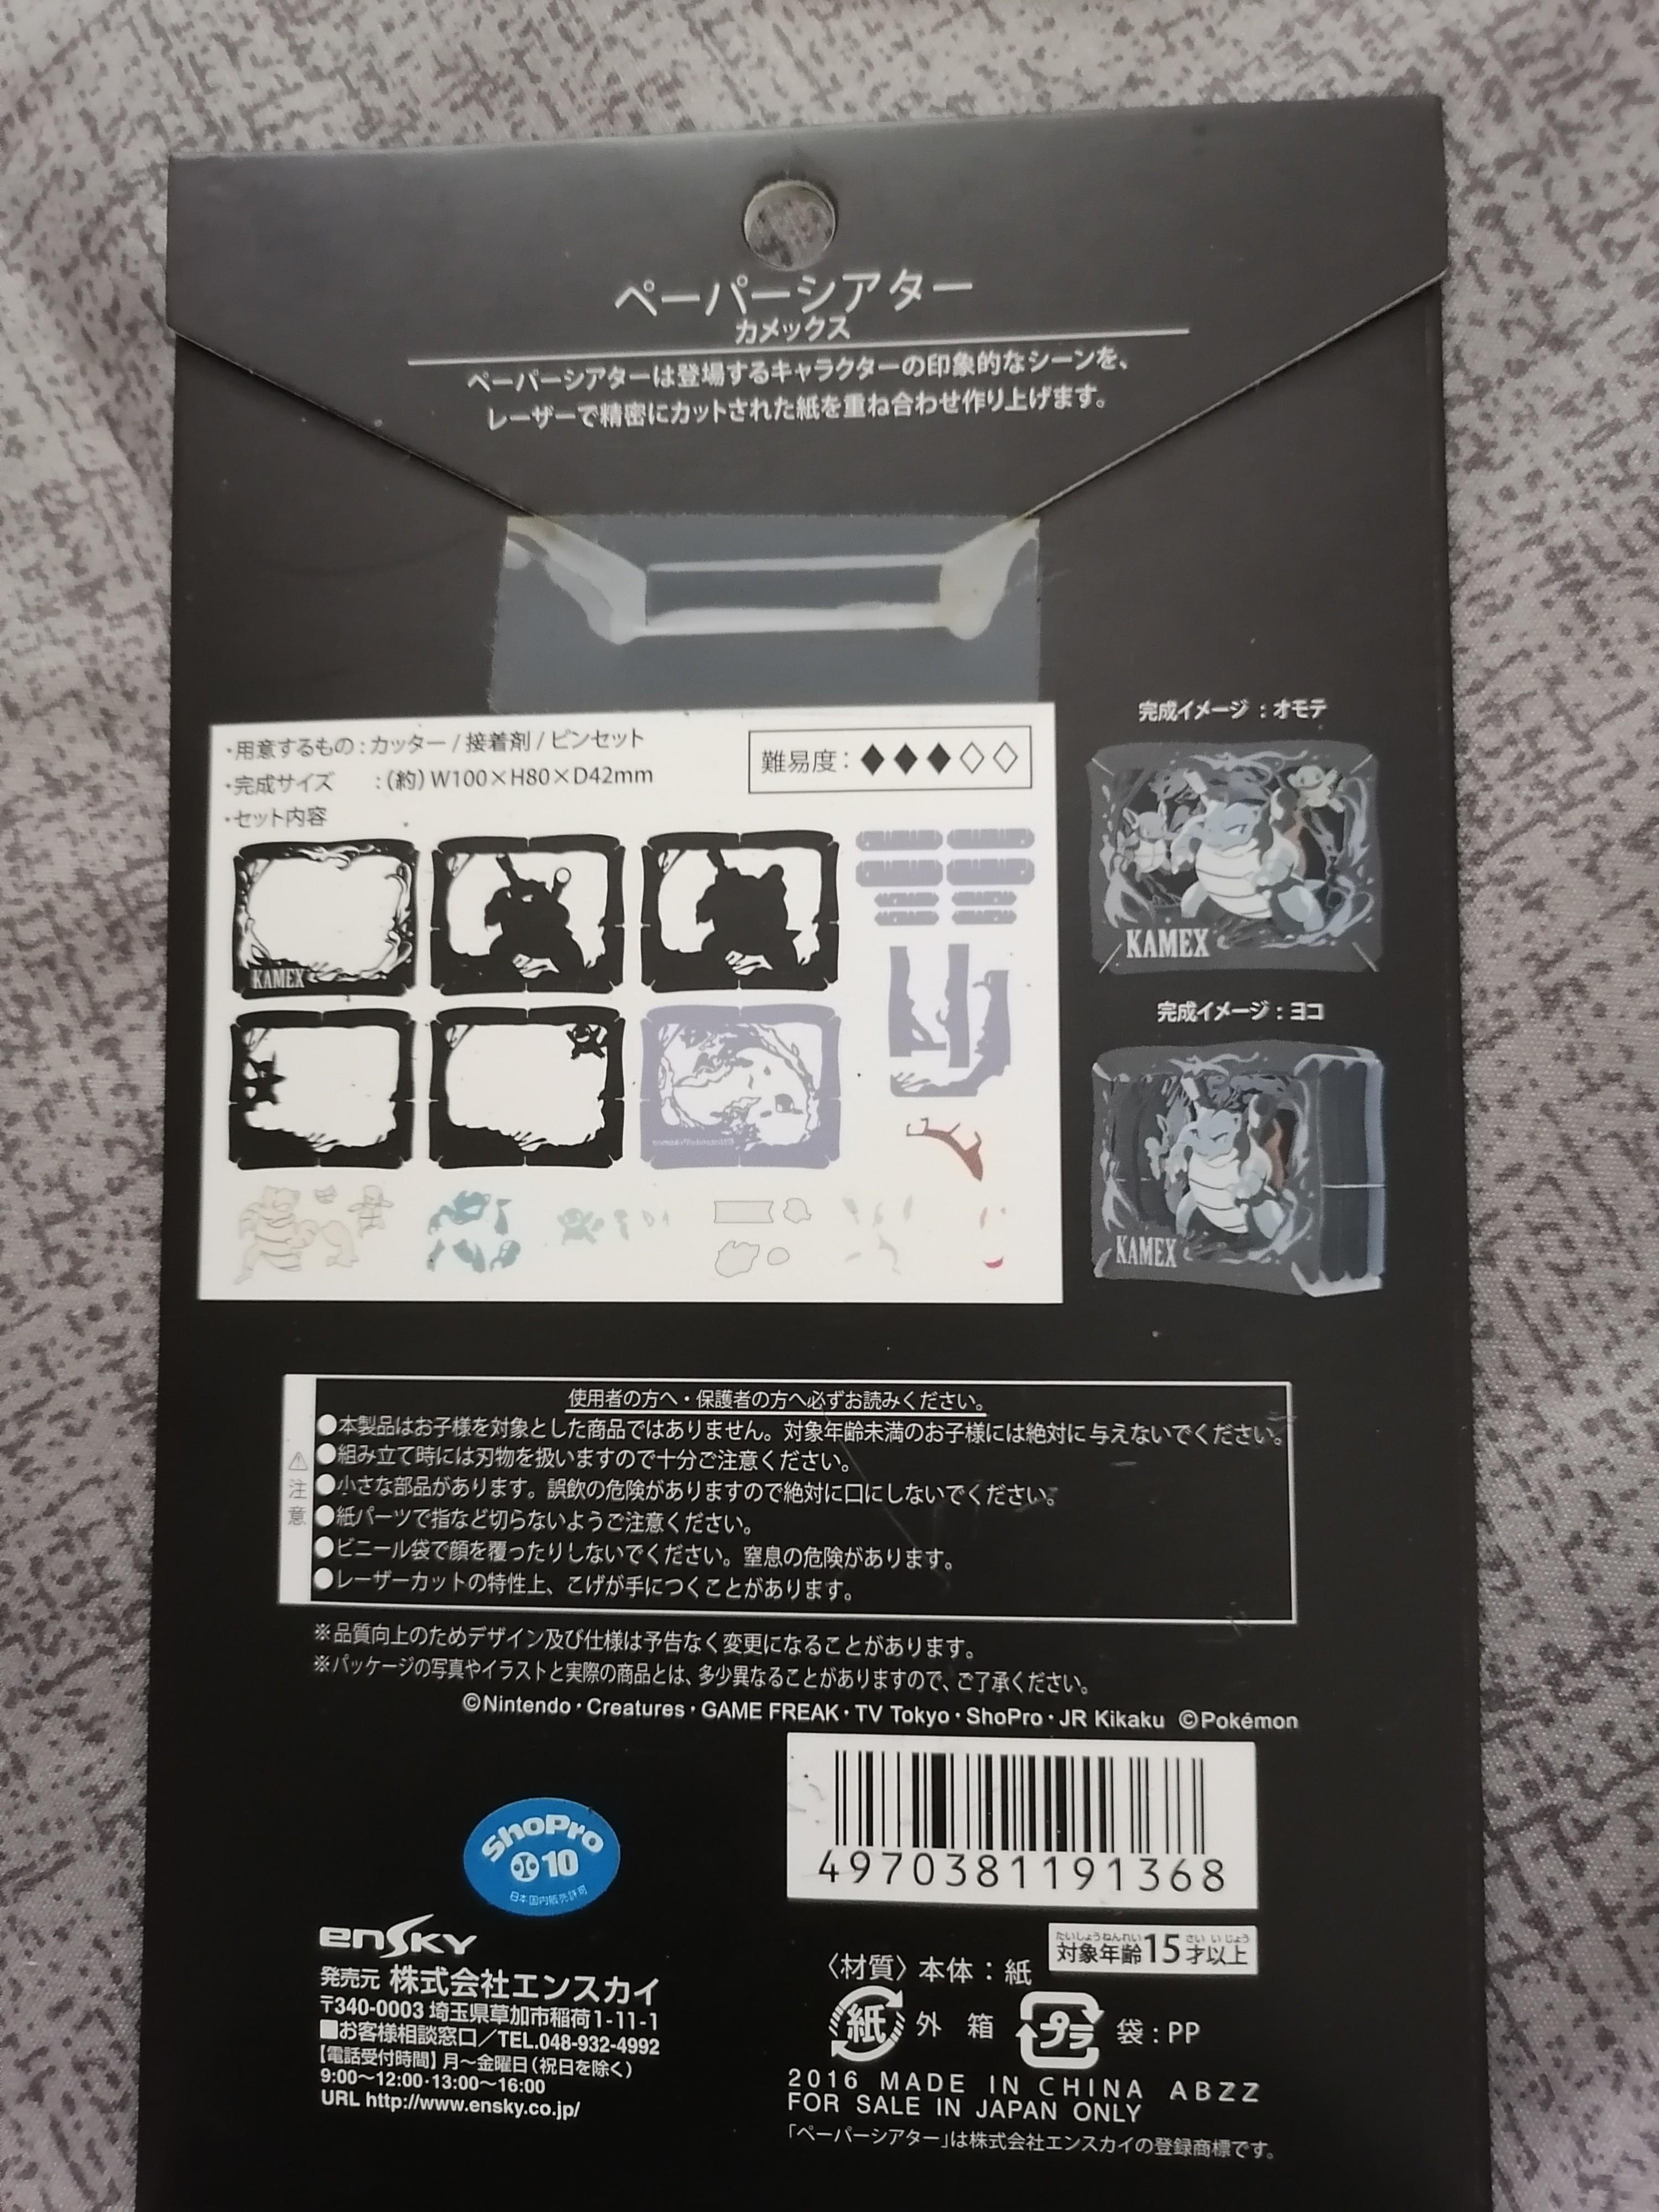 ペーパーシアター
カメックス
ペーパーシアターは登場するキャラクターの印象的なシーンを、
レーザーで精密にカットされた紙を重ね合わせ作り上げます。
・用意するもの：カッター / 接着剤 / ピンセット
・完成サイズ　：(約) W100×H80×D42mm
・セット内容
難易度：◆◆◆◇◇
KAMEX
完成イメージ：オモテ
KAMEX
完成イメージ：ヨコ
KAMEX
⚠注意
使用者の方へ・保護者の方へ必ずお読みください。
●本製品はお子様を対象とした商品ではありません。対象年齢未満のお子様には絶対に与えないでください。
●組み立て時には刃物を扱いますので十分ご注意ください。
●小さな部品があります。誤飲の危険がありますので絶対に口にしないでください。
●紙パーツで指など切らないようご注意ください。
●ビニール袋で顔を覆ったりしないでください。窒息の危険があります。
●レーザーカットの特性上、こげが手につくことがあります。
※品質向上のためデザイン及び仕様は予告なく変更になることがあります。
※パッケージの写真やイラストと実際の商品とは、多少異なることがありますので、ご了承ください。
©Nintendo・Creatures・GAME FREAK・TV Tokyo・ShoPro・JR Kikaku ©Pokémon
ShoPro
10
日本国内販売許可
4970381191368
ensky
発売元 株式会社エンスカイ
〒340-0003 埼玉県草加市稲荷1-11-1
■お客様相談窓口／TEL.048-932-4992
【電話受付時間】月～金曜日（祝日を除く）
9:00～12:00・13:00～16:00
URL http://www.ensky.co.jp/
たいしょうねんれい さい いじょう
対象年齢15才以上
〈材質〉本体：紙
紙 外 箱 プラ 袋：PP
2016 MADE IN CHINA ABZZ
FOR SALE IN JAPAN ONLY
「ペーパーシアター」は株式会社エンスカイの登録商標です。